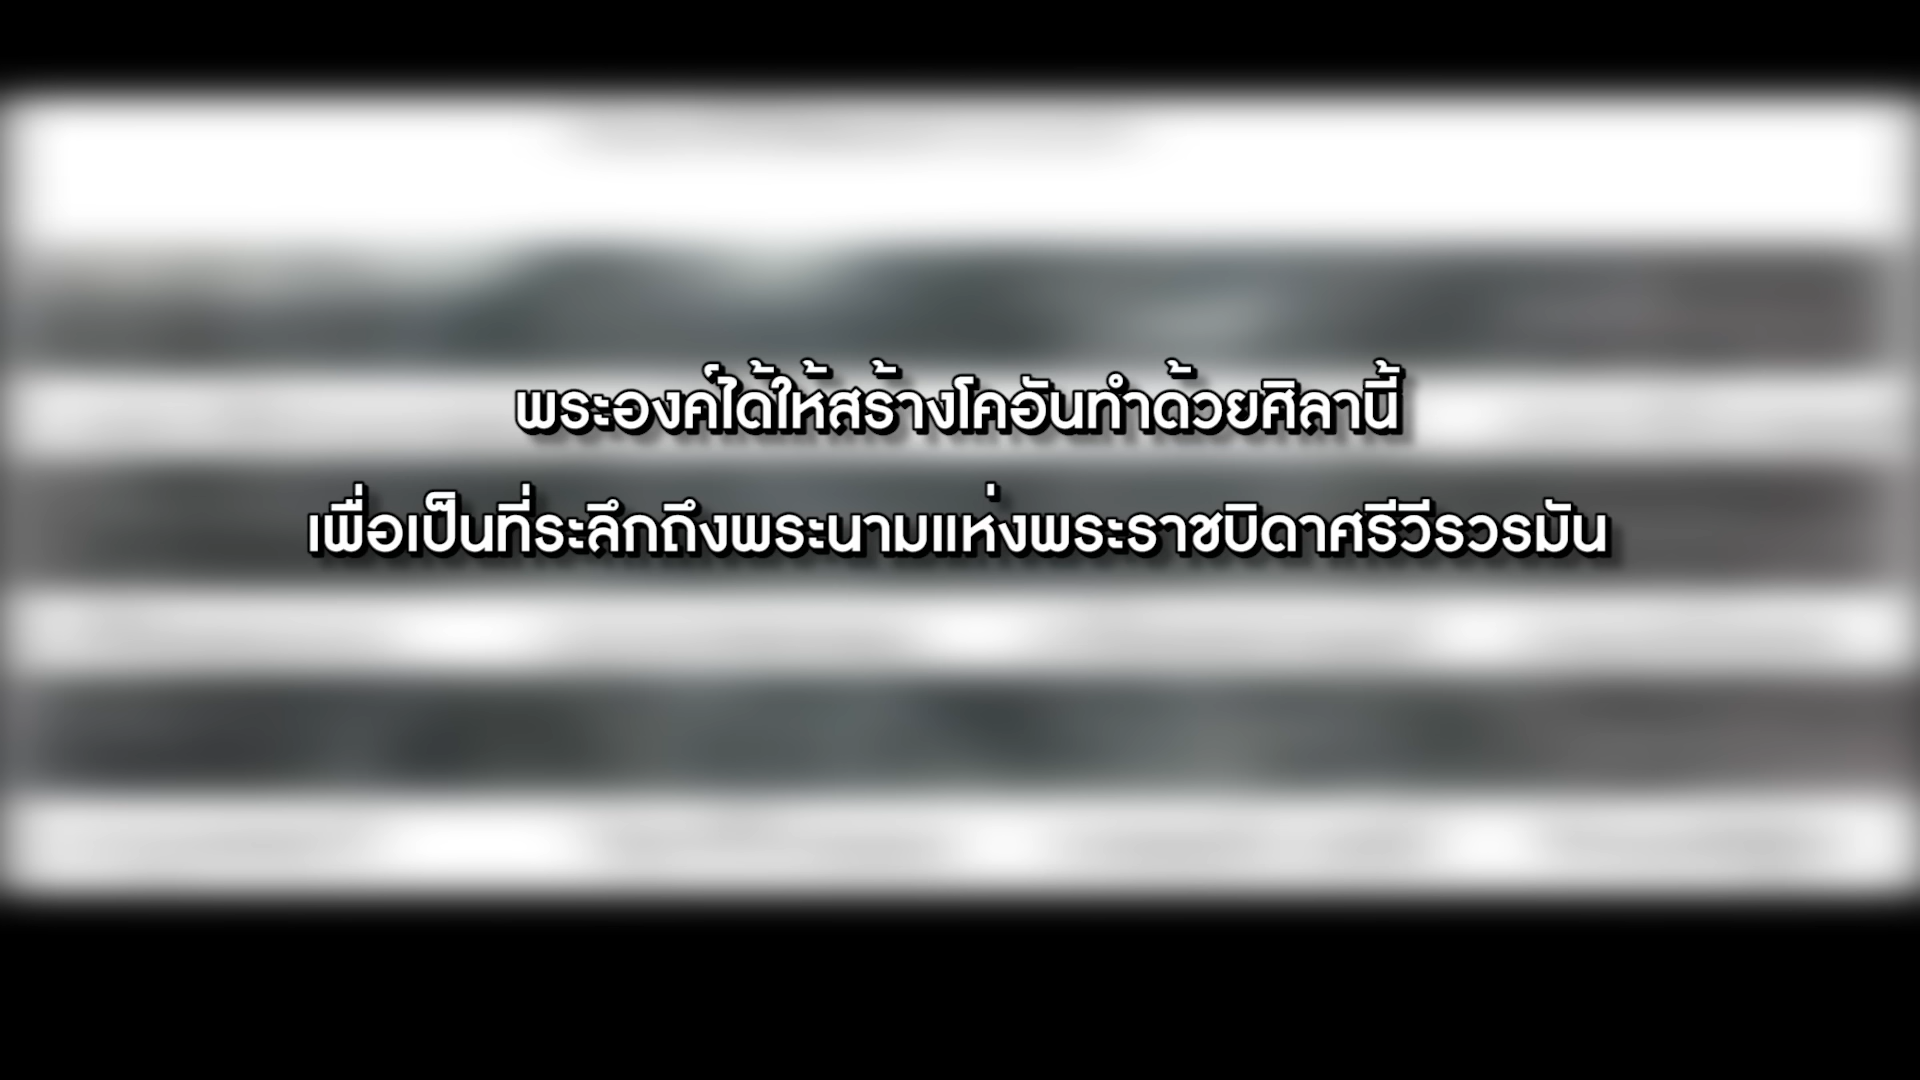 พระองค์ได้ให้สร้างโคอันทำด้วยศิลานี้
เพื่อเป็นที่ระลึกถึงพระนามแห่งพระราชบิดาศรีวีรวรมัน